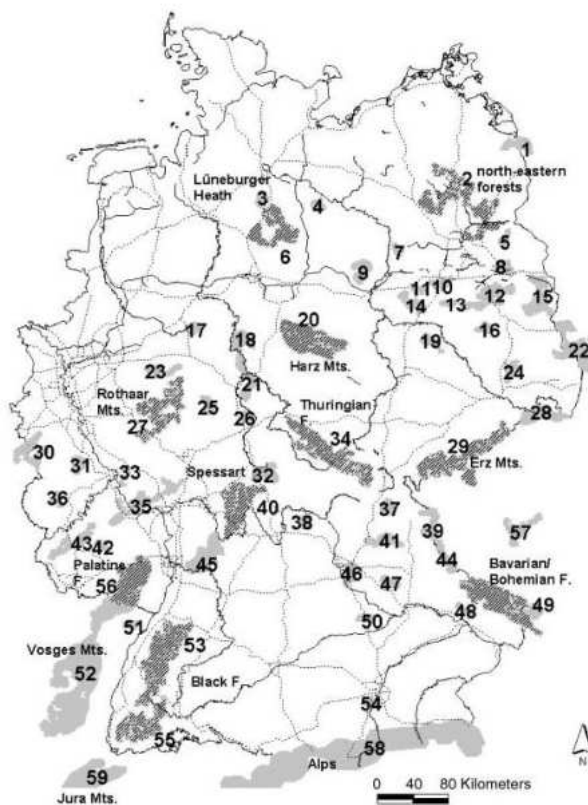 1
2 north-eastern
forests
Lüneburger
Heath
3
4
5
6
7
8
9
11 10
12
13
14
15
16
17
18
19
20
Harz Mts.
21
22
23
24
Rothaar
Mts.
25
26
27
28
Thuringian
F.
29
Erz Mts.
30
31
32
33
34
35
36
Spessart
37
38
39
40
41
43 42
Palatine
F.
44
45
46
47
48
49
Bavarian/
Bohemian F.
50
51
Vosges Mts.
52
53
Black F.
54
55
56
57
58
Alps
59
Jura Mts.
N
0 40 80 Kilometers